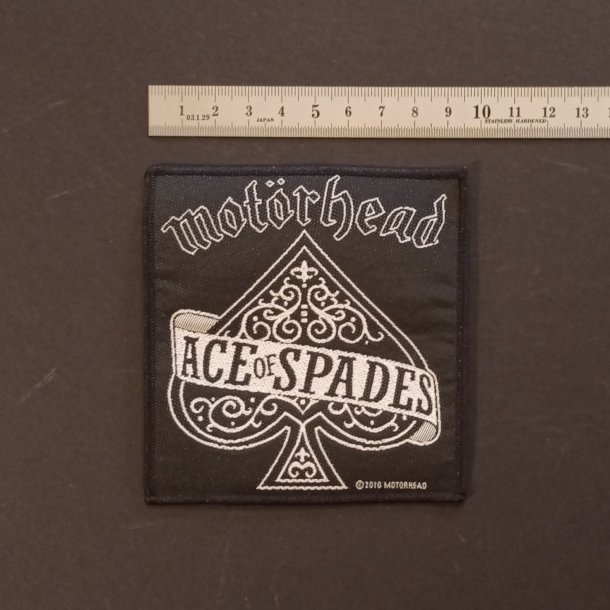 1 2 3 4 5 6 7 8 9 10 11 12 13
03.1.29 JAPAN STAINLESS HARDENED
motörhead
ACE OF SPADES
©2016 MOTORHEAD